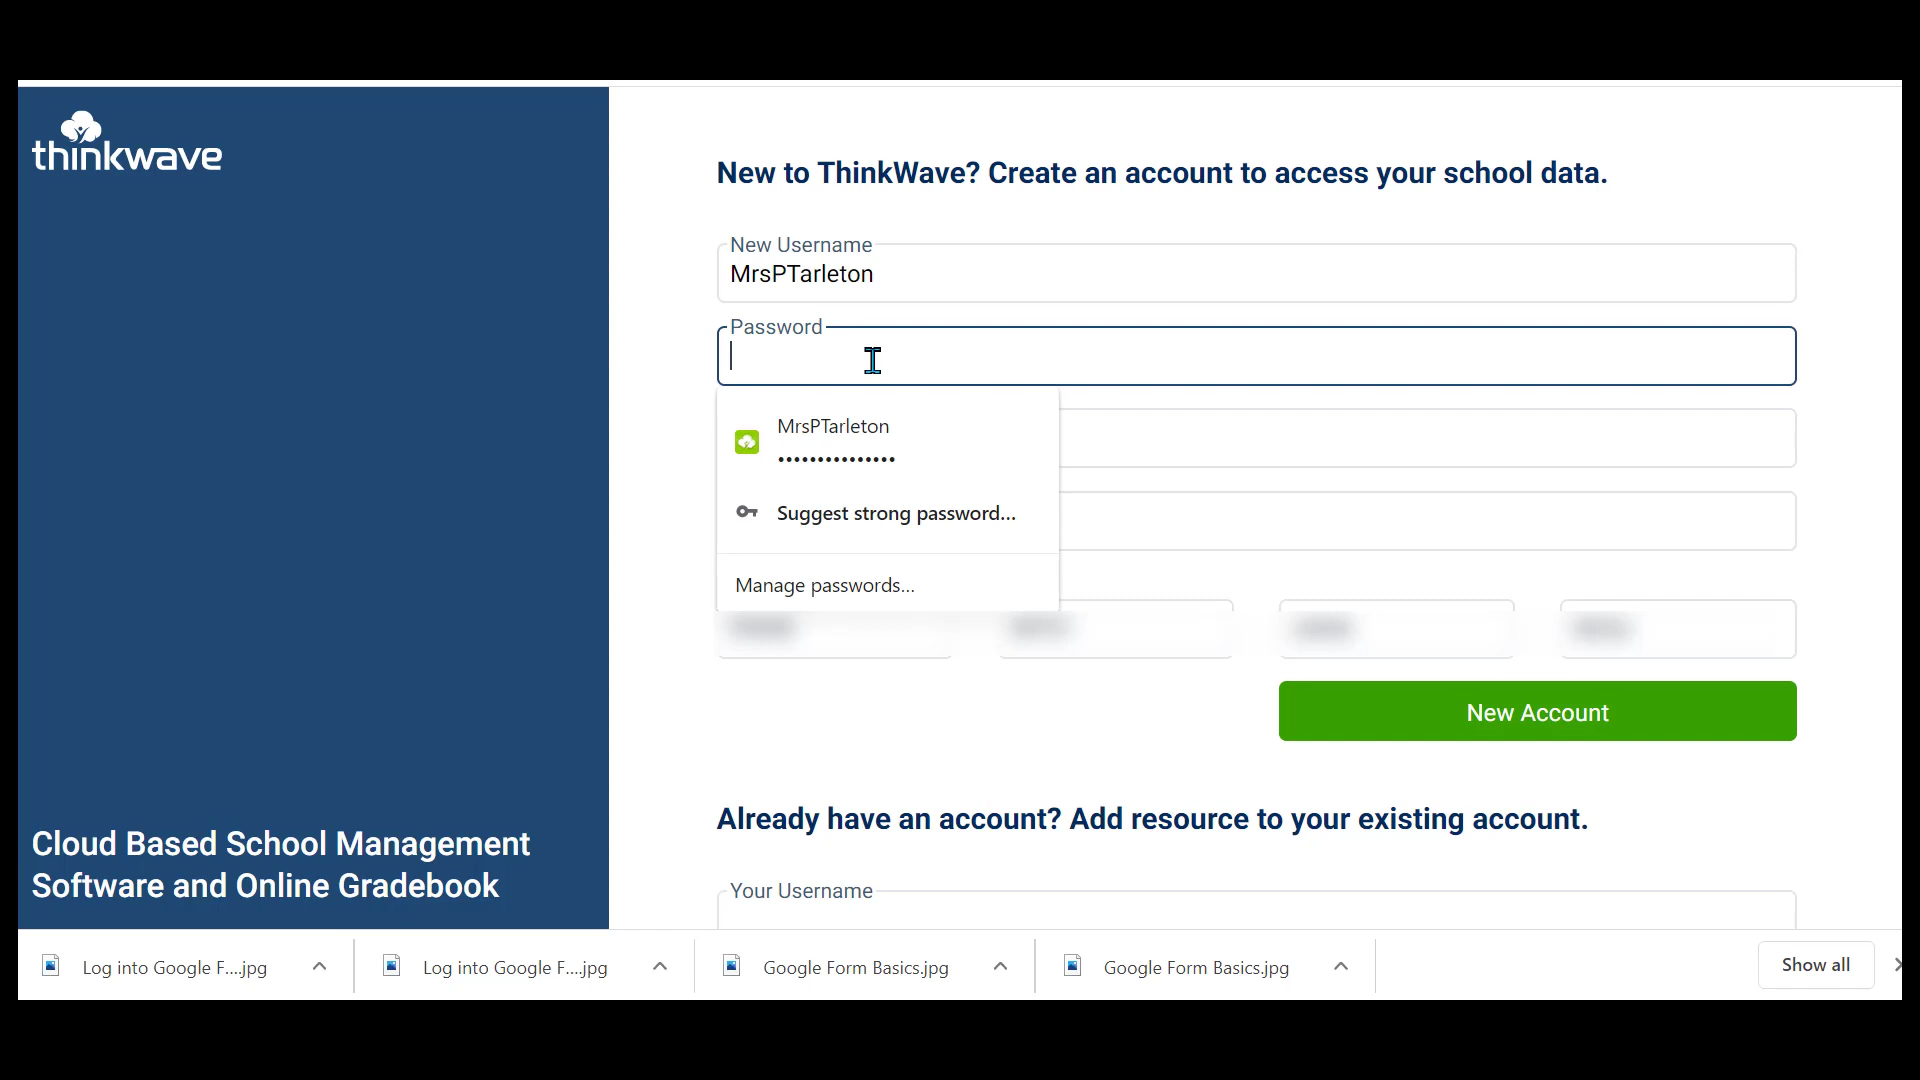 thinkwave
New to ThinkWave? Create an account to access your school data.
New Username
MrsPTarleton
Password
MrsPTarleton
•••••••••••••••
Suggest strong password...
Manage passwords...
New Account
Already have an account? Add resource to your existing account.
Your Username
Cloud Based School Management
Software and Online Gradebook
Log into Google F....jpg
Log into Google F....jpg
Google Form Basics.jpg
Google Form Basics.jpg
Show all